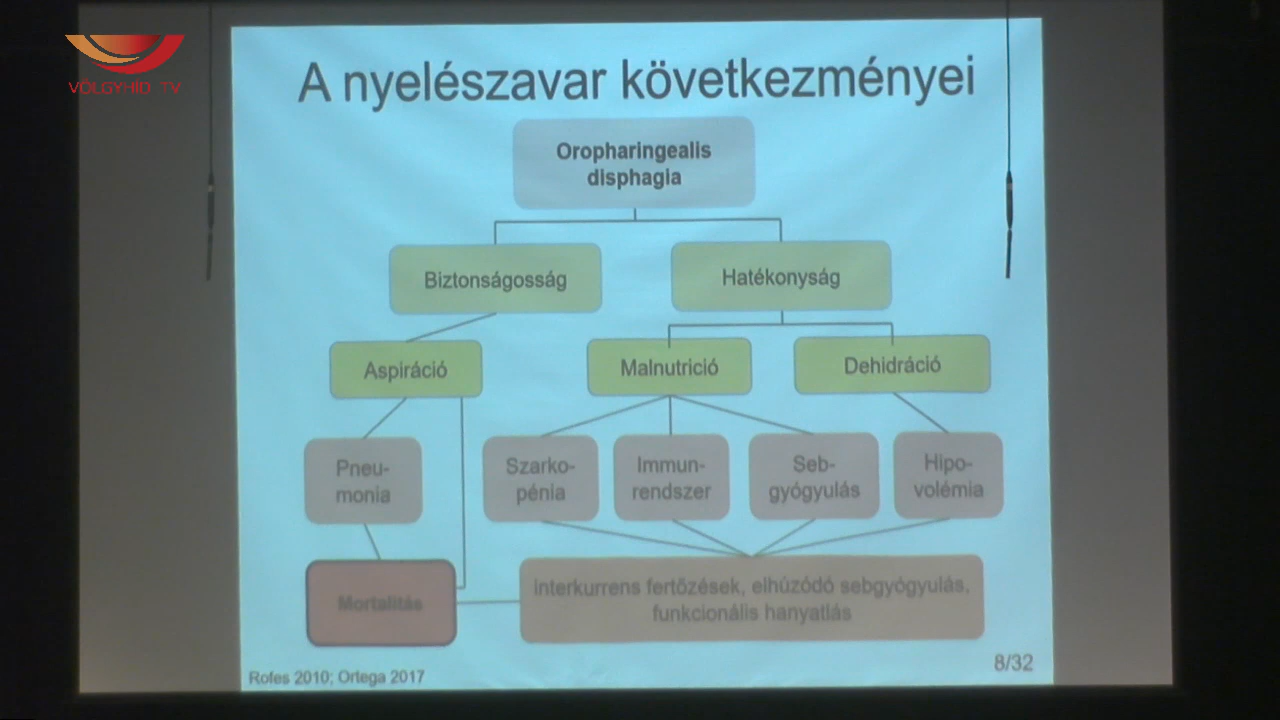 VÖLGYHÍD TV
A nyelészavar következményei
Oropharingealis
disphagia
Biztonságosság
Hatékonyság
Aspiráció
Malnutrició
Dehidráció
Pneu-
monia
Szarko-
pénia
Immun-
rendszer
Seb-
gyógyulás
Hipo-
volémia
Mortalitás
Interkurrens fertőzések, elhúzódó sebgyógyulás,
funkcionális hanyatlás
8/32
Rofes 2010; Ortega 2017